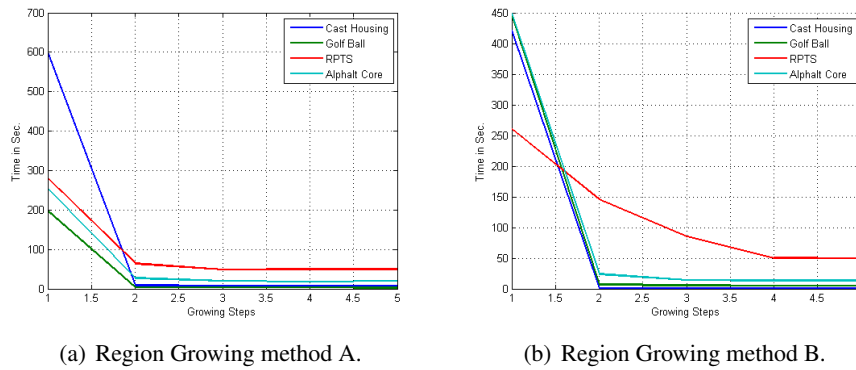 700
600
500
400
300
200
100
0
Time in Sec.
1 1.5 2 2.5 3 3.5 4 4.5 5
Growing Steps
Cast Housing
Golf Ball
RPTS
Alphalt Core
(a) Region Growing method A.
450
400
350
300
250
200
150
100
50
0
Time in Sec.
1 1.5 2 2.5 3 3.5 4 4.5
Growing Steps
Cast Housing
Golf Ball
RPTS
Alphalt Core
(b) Region Growing method B.